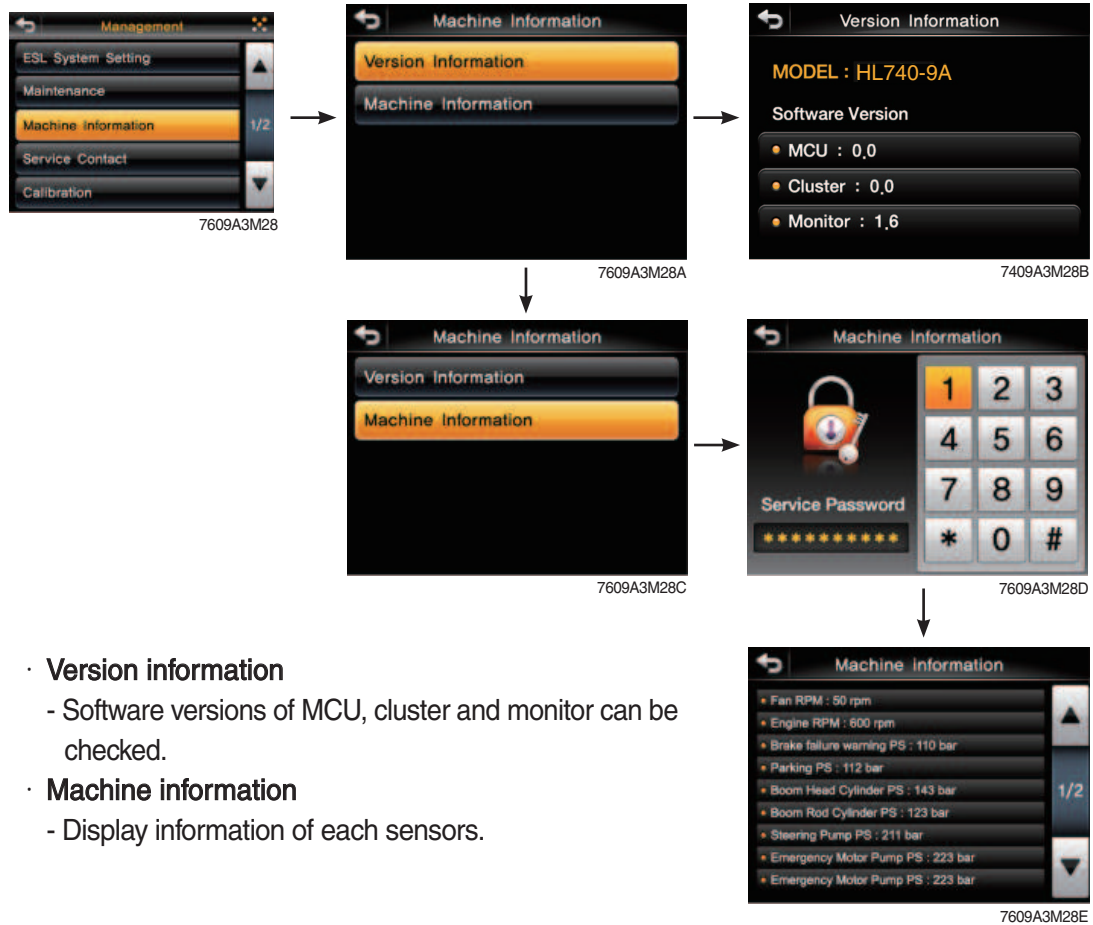 Management
ESL System Setting
Maintenance
Machine Information
Service Contact
Calibration
1/2
7609A3M28
Machine Information
Version Information
Machine Information
7609A3M28A
Version Information
MODEL : HL740-9A
Software Version
MCU : 0.0
Cluster : 0.0
Monitor : 1.6
7409A3M28B
Machine Information
Version Information
Machine Information
7609A3M28C
Machine Information
Service Password
**********
1 2 3
4 5 6
7 8 9
* 0 #
7609A3M28D
Machine information
Fan RPM : 50 rpm
Engine RPM : 600 rpm
Brake failure warning PS : 110 bar
Parking PS : 112 bar
Boom Head Cylinder PS : 143 bar
Boom Rod Cylinder PS : 123 bar
Steering Pump PS : 211 bar
Emergency Motor Pump PS : 223 bar
Emergency Motor Pump PS : 223 bar
1/2
7609A3M28E
· Version information
- Software versions of MCU, cluster and monitor can be
checked.
· Machine information
- Display information of each sensors.